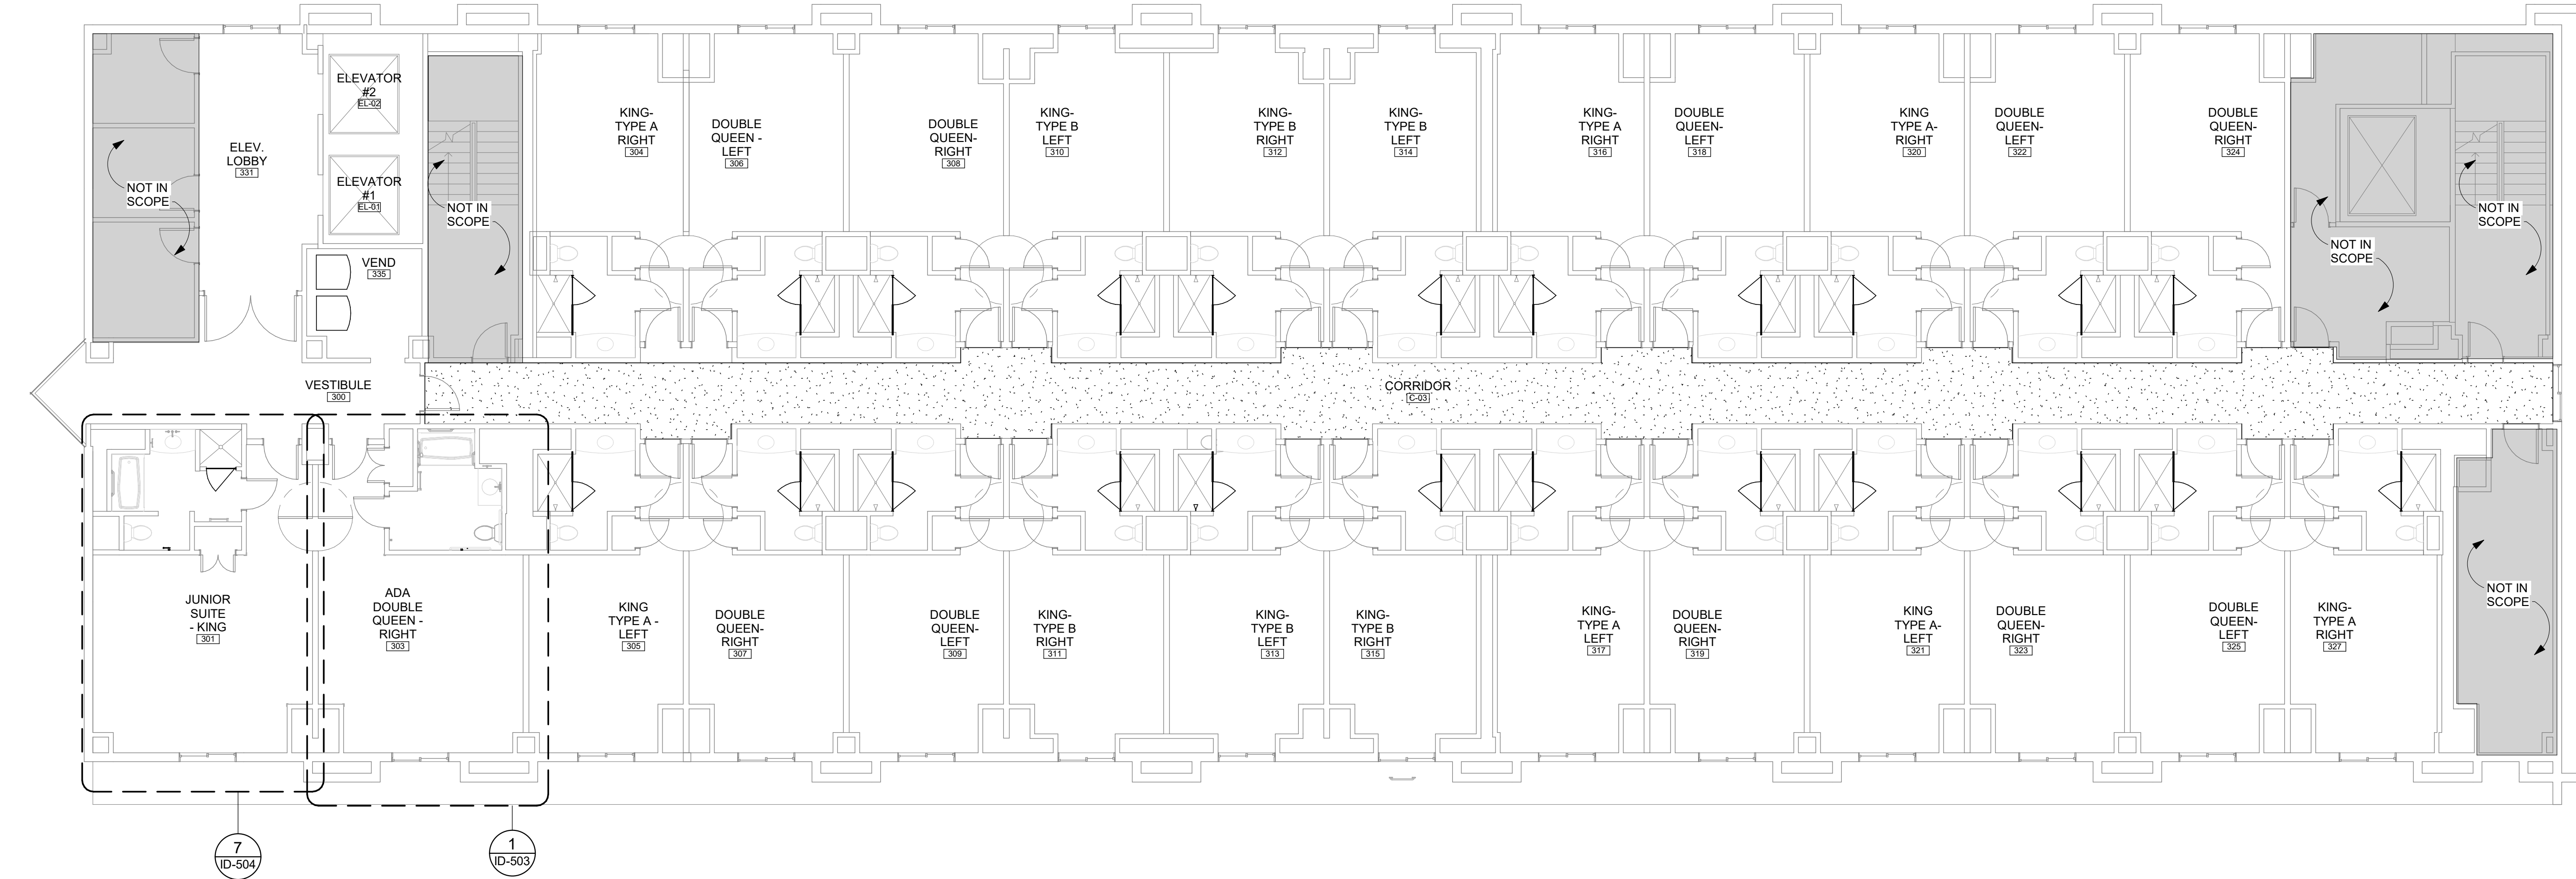 ELEVATOR
#2
EL-02
ELEV.
LOBBY
331
ELEVATOR
#1
EL-01
NOT IN
SCOPE
NOT IN
SCOPE
VEND
335
KING-
TYPE A
RIGHT
304
DOUBLE
QUEEN -
LEFT
306
DOUBLE
QUEEN-
RIGHT
308
KING-
TYPE B
LEFT
310
KING-
TYPE B
RIGHT
312
KING-
TYPE B
LEFT
314
KING-
TYPE A
RIGHT
316
DOUBLE
QUEEN-
LEFT
318
KING
TYPE A-
RIGHT
320
DOUBLE
QUEEN-
LEFT
322
DOUBLE
QUEEN-
RIGHT
324
NOT IN
SCOPE
NOT IN
SCOPE
VESTIBULE
300
CORRIDOR
C-03
JUNIOR
SUITE
- KING
301
ADA
DOUBLE
QUEEN -
RIGHT
303
KING
TYPE A -
LEFT
305
DOUBLE
QUEEN-
RIGHT
307
DOUBLE
QUEEN-
LEFT
309
KING-
TYPE B
RIGHT
311
KING-
TYPE B
LEFT
313
KING-
TYPE B
RIGHT
315
KING-
TYPE A
LEFT
317
DOUBLE
QUEEN-
RIGHT
319
KING
TYPE A-
LEFT
321
DOUBLE
QUEEN-
RIGHT
323
DOUBLE
QUEEN-
LEFT
325
KING-
TYPE A
RIGHT
327
NOT IN
SCOPE
7
ID-504
1
ID-503